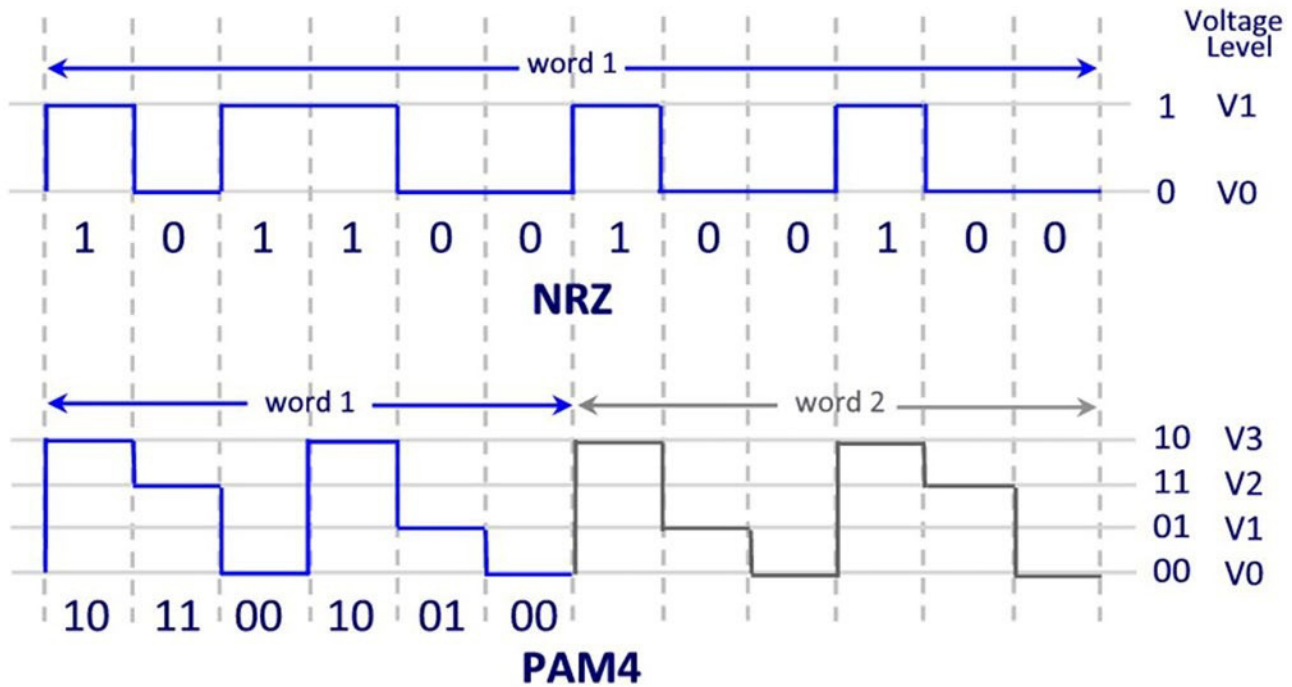 Voltage
Level
word 1
1 V1
0 V0
1 0 1 1 0 0 1 0 0 1 0 0
NRZ
word 1 word 2
10 V3
11 V2
01 V1
00 V0
10 11 00 10 01 00
PAM4